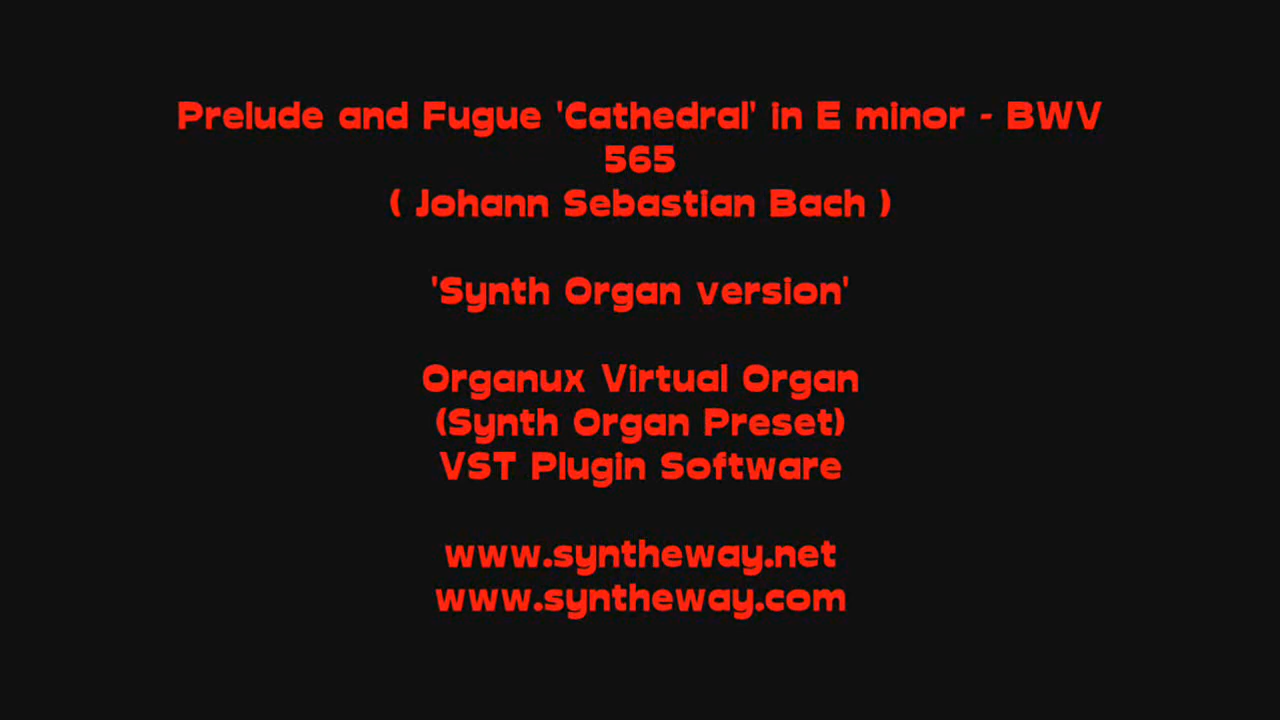 Prelude and Fugue 'Cathedral' in E minor - BWV
565
( Johann Sebastian Bach )
'Synth Organ version'
Organux Virtual Organ
(Synth Organ Preset)
VST Plugin Software
www.syntheway.net
www.syntheway.com